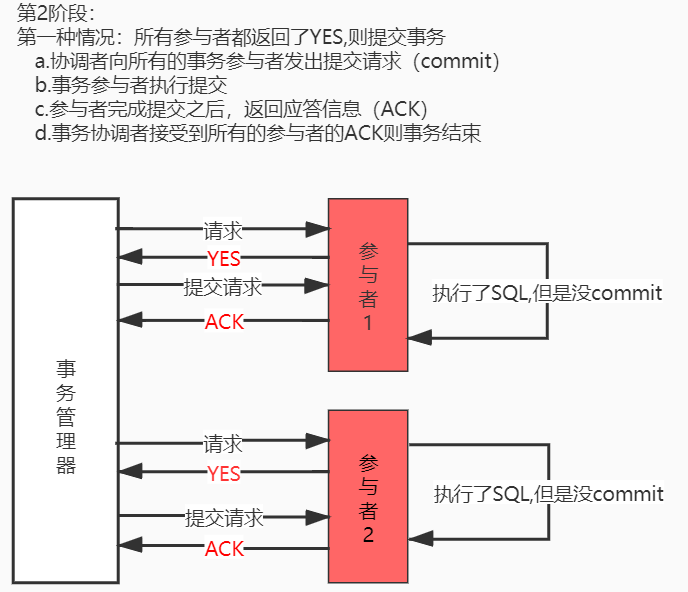 第2阶段：
第一种情况：所有参与者都返回了YES,则提交事务
a.协调者向所有的事务参与者发出提交请求（commit）
b.事务参与者执行提交
c.参与者完成提交之后，返回应答信息（ACK）
d.事务协调者接受到所有的参与者的ACK则事务结束
事务管理器
请求
YES
提交请求
ACK
参与者1
执行了SQL,但是没commit
请求
YES
提交请求
ACK
参与者2
执行了SQL,但是没commit